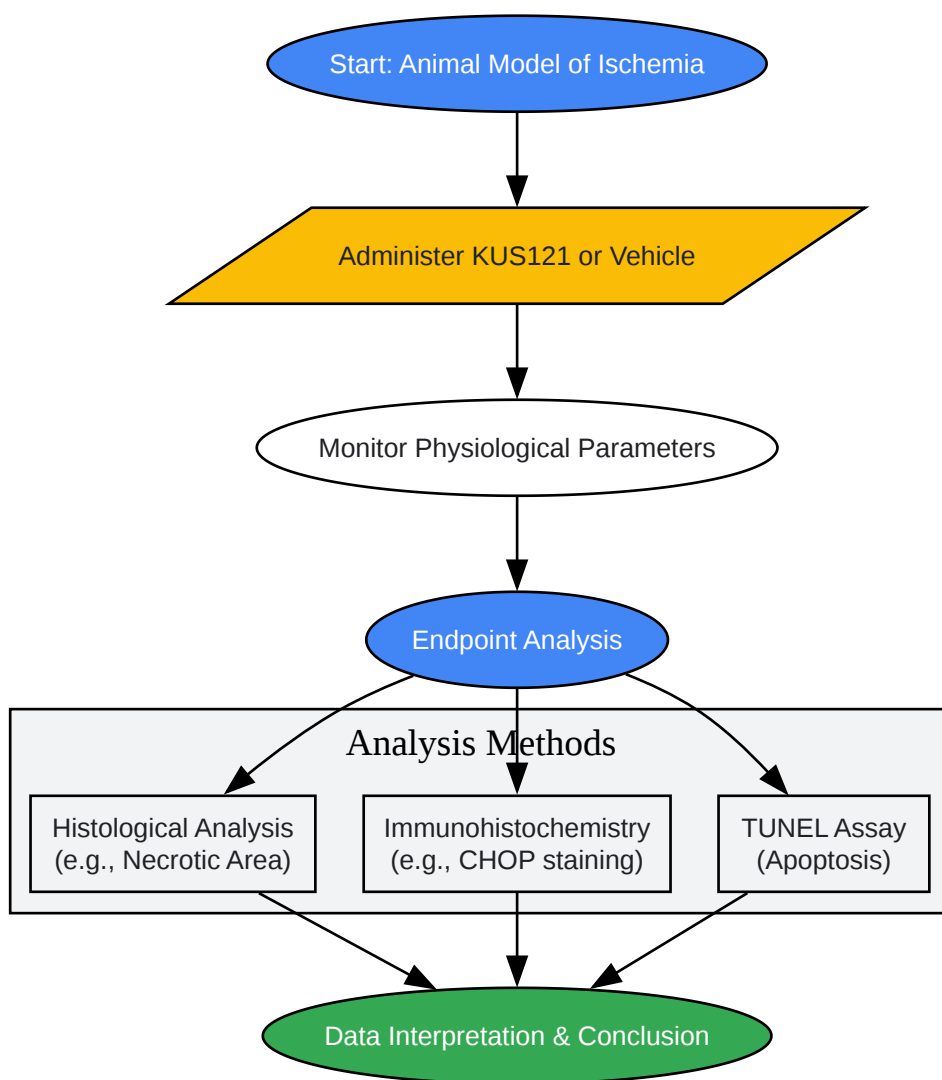 Start: Animal Model of Ischemia
Administer KUS121 or Vehicle
Monitor Physiological Parameters
Endpoint Analysis
Analysis Methods
Histological Analysis
(e.g., Necrotic Area)
Immunohistochemistry
(e.g., CHOP staining)
TUNEL Assay
(Apoptosis)
Data Interpretation & Conclusion